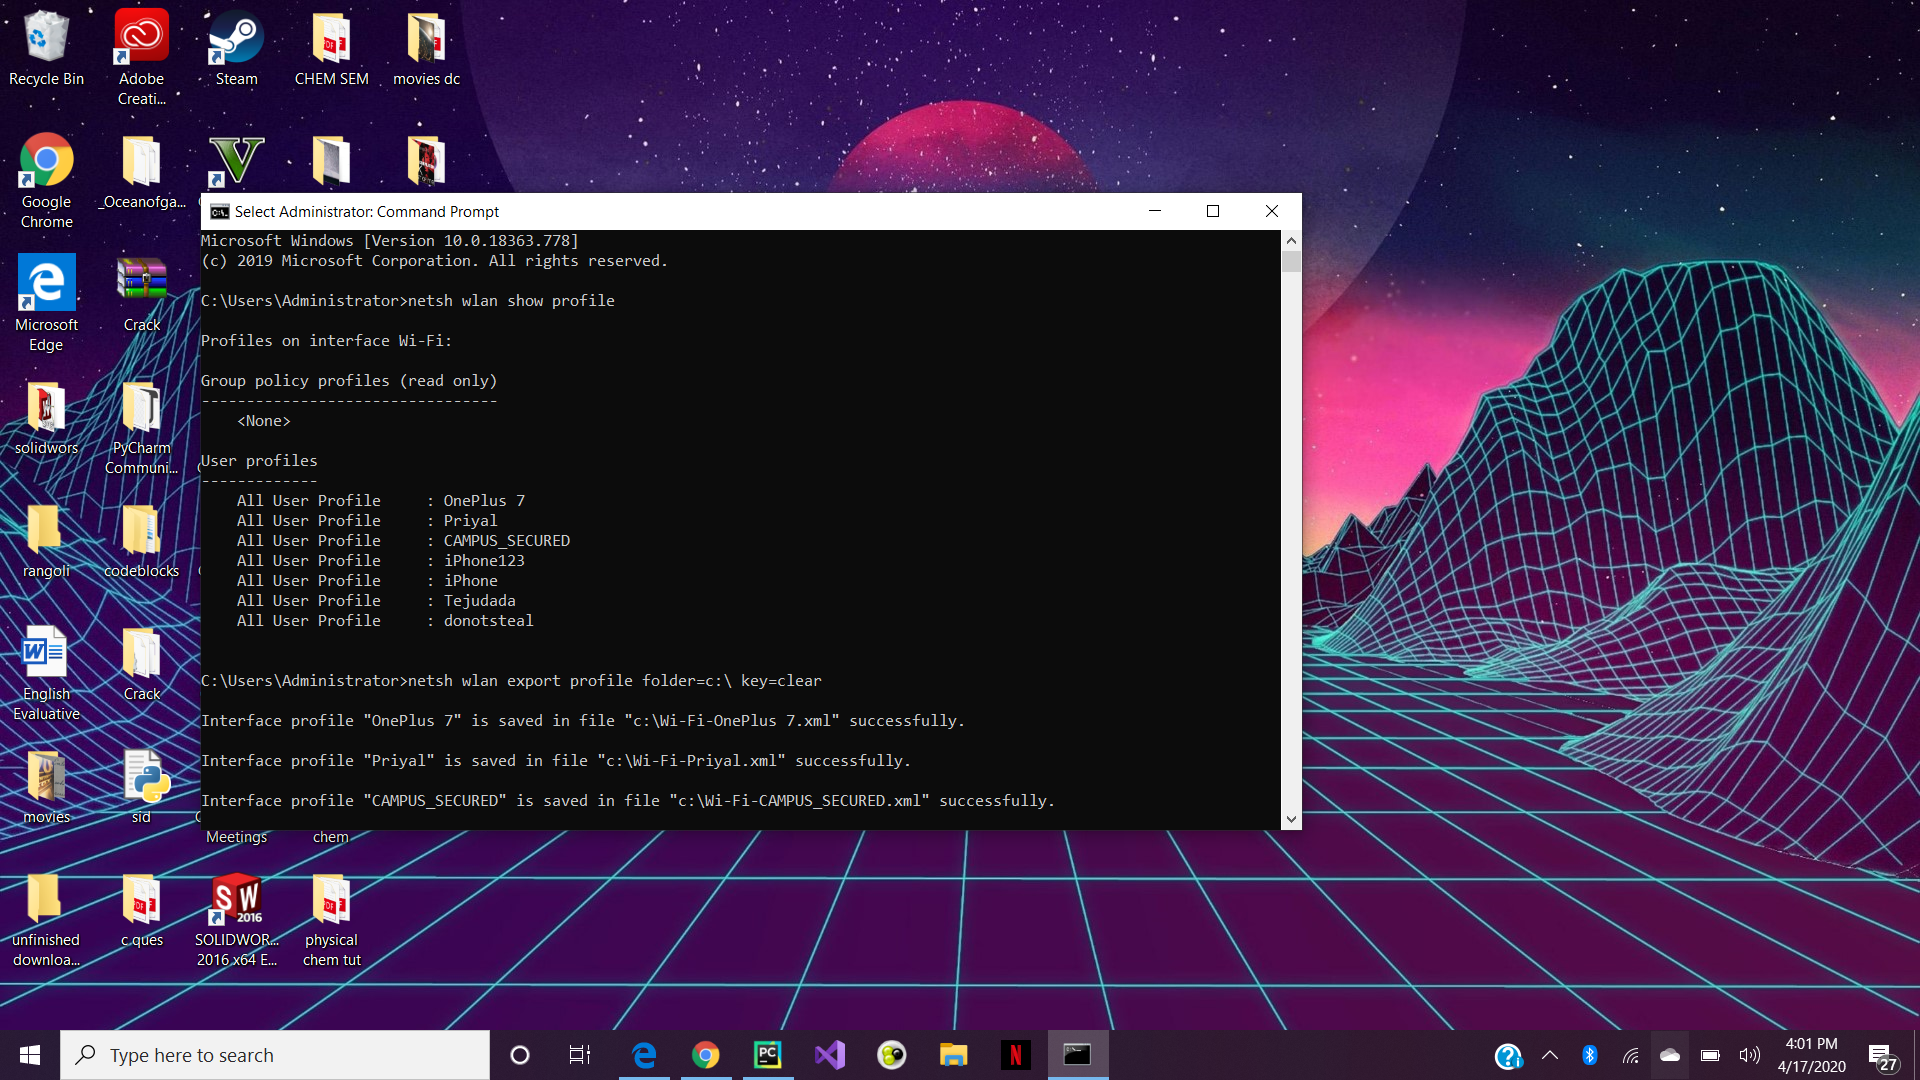 Recycle Bin
Adobe
Creati...
Steam
CHEM SEM
movies dc
Google
Chrome
_Oceanofga...
Microsoft
Edge
Crack
solidwors
PyCharm
Communi...
rangoli
codeblocks
English
Evaluative
Crack
movies
sid
Meetings
chem
unfinished
downloa...
c ques
SW
2016
SOLIDWOR...
2016 x64 E...
physical
chem tut
Select Administrator: Command Prompt
Microsoft Windows [Version 10.0.18363.778]
(c) 2019 Microsoft Corporation. All rights reserved.
C:\Users\Administrator>netsh wlan show profile
Profiles on interface Wi-Fi:
Group policy profiles (read only)
---------------------------------
<None>
User profiles
-------------
All User Profile     : OnePlus 7
All User Profile     : Priyal
All User Profile     : CAMPUS_SECURED
All User Profile     : iPhone123
All User Profile     : iPhone
All User Profile     : Tejudada
All User Profile     : donotsteal
C:\Users\Administrator>netsh wlan export profile folder=c:\ key=clear
Interface profile "OnePlus 7" is saved in file "c:\Wi-Fi-OnePlus 7.xml" successfully.
Interface profile "Priyal" is saved in file "c:\Wi-Fi-Priyal.xml" successfully.
Interface profile "CAMPUS_SECURED" is saved in file "c:\Wi-Fi-CAMPUS_SECURED.xml" successfully.
Type here to search
PC
N
4:01 PM
4/17/2020
27